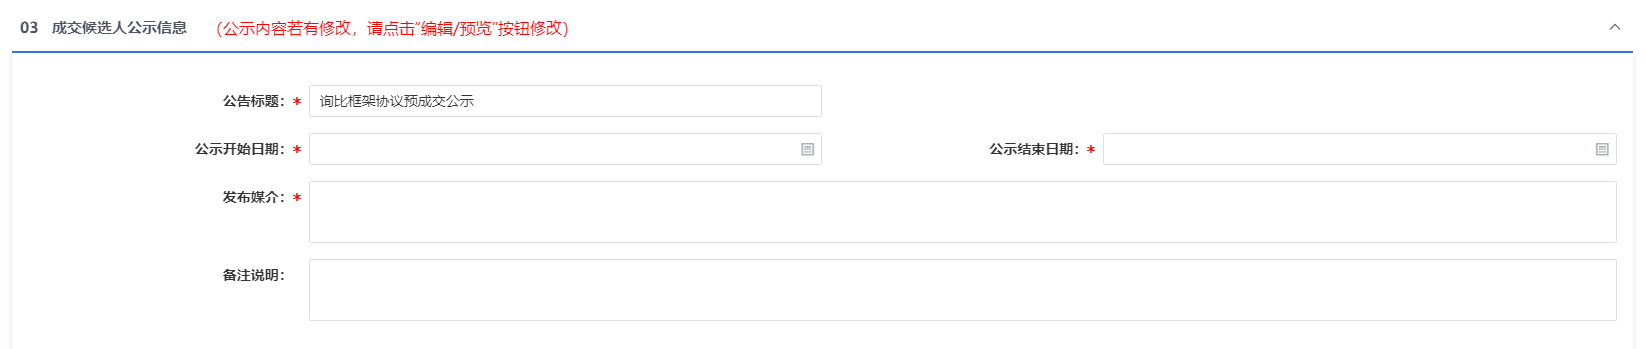 03 成交候选人公示信息 （公示内容若有修改，请点击“编辑/预览”按钮修改）
公告标题：* 询比框架协议预成交公示
公示开始日期：* 公示结束日期：*
发布媒介：*
备注说明：